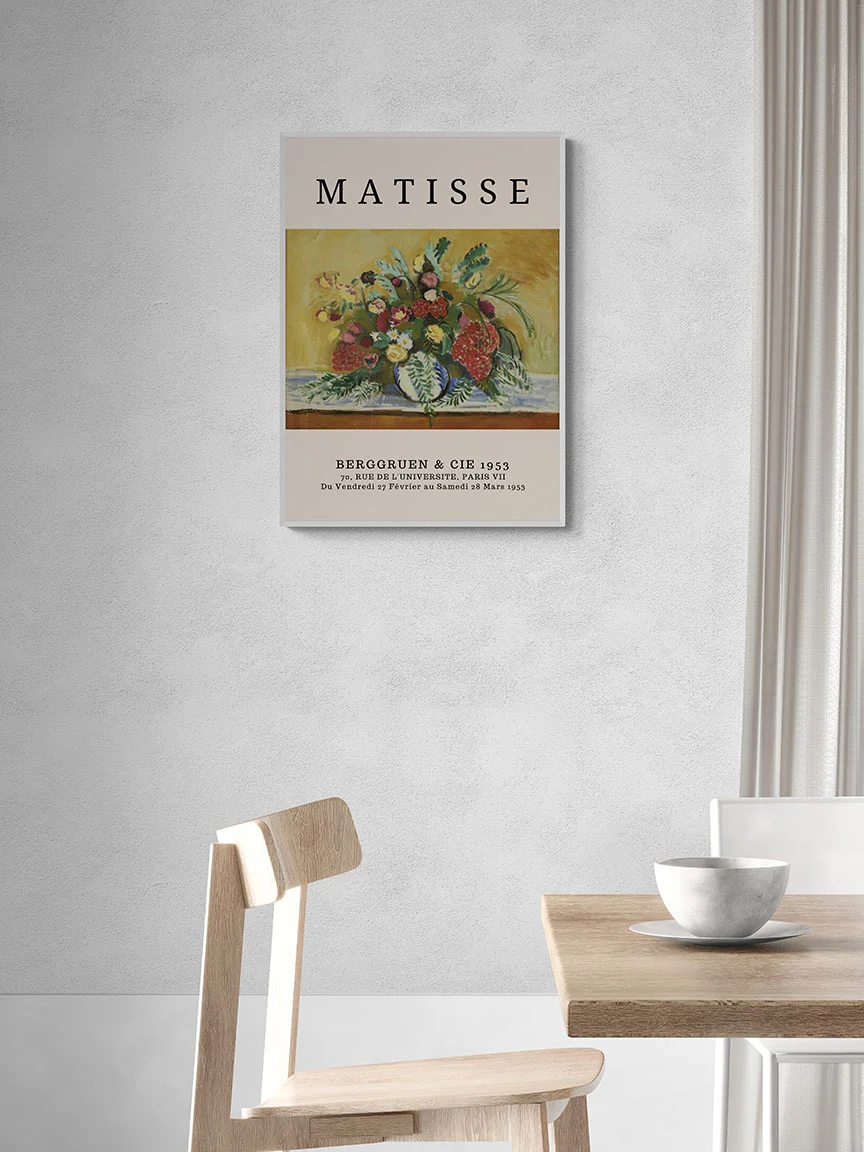 MATISSE
BERGGRUEN & CIE 1953
70, RUE DE L'UNIVERSITE, PARIS VII
Du Vendredi 27 Février au Samedi 28 Mars 1953